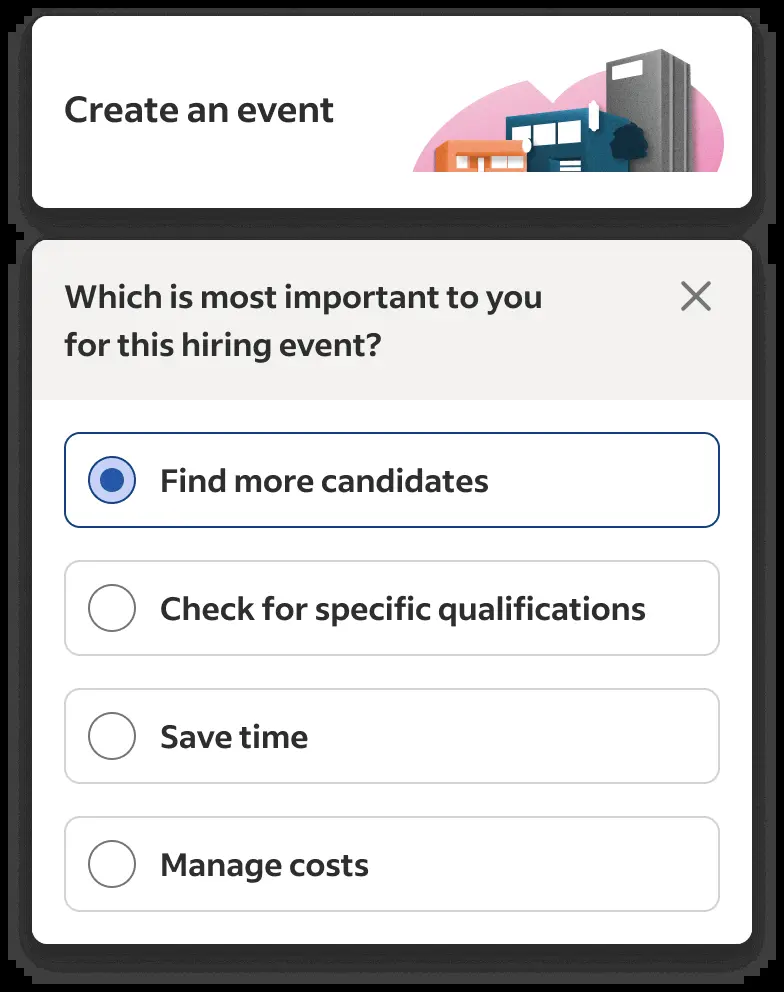 Create an event
Which is most important to you
for this hiring event?
Find more candidates
Check for specific qualifications
Save time
Manage costs